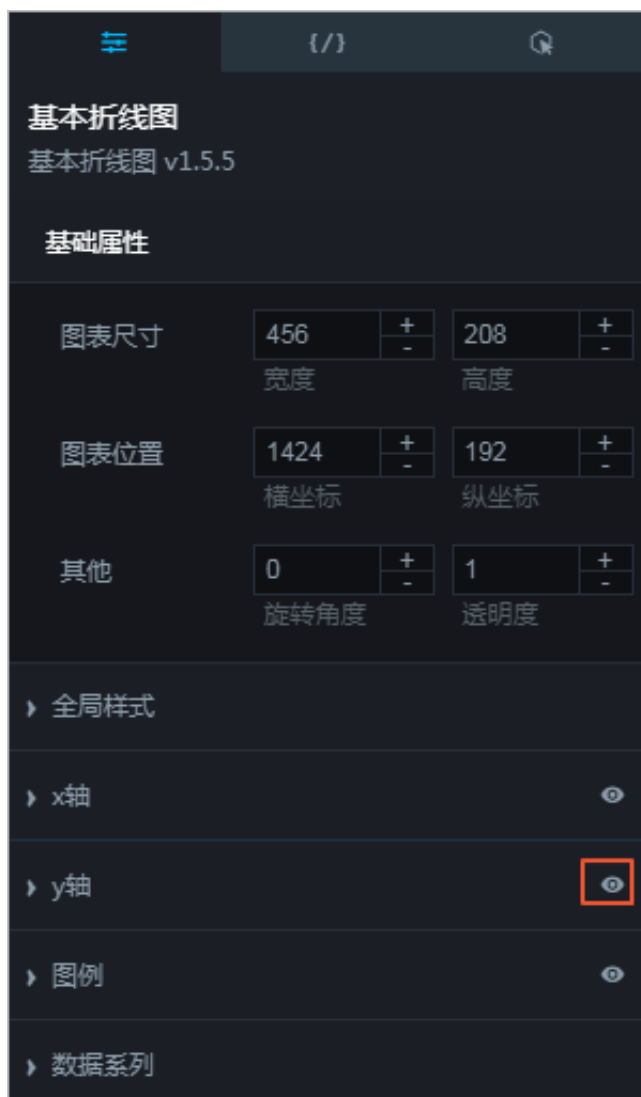 {/}
基本折线图
基本折线图 v1.5.5
基础属性
图表尺寸 456 + - 208 + -
宽度 高度
图表位置 1424 + - 192 + -
横坐标 纵坐标
其他 0 + - 1 + -
旋转角度 透明度
全局样式
x轴
y轴
图例
数据系列